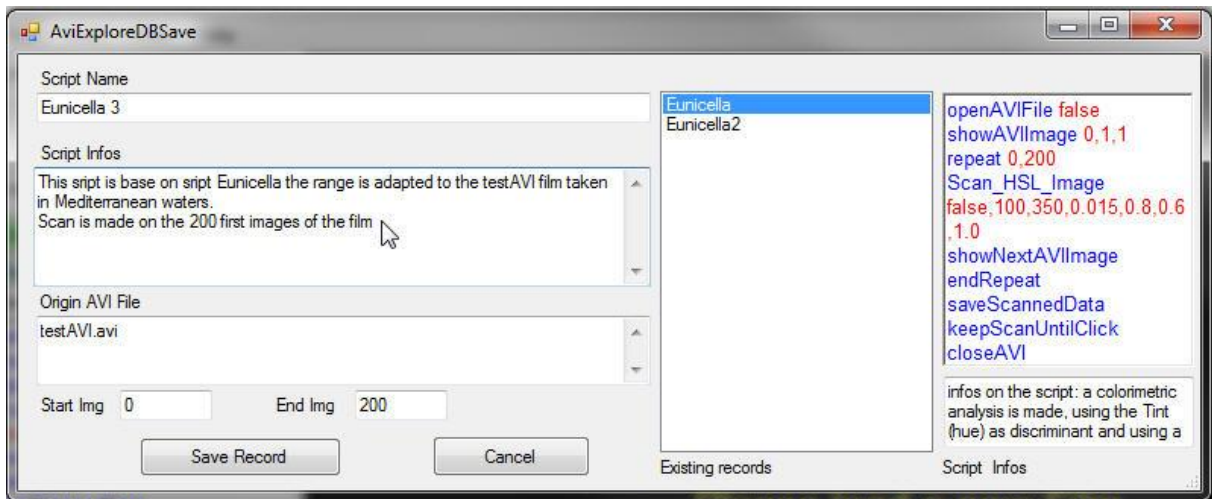 AviExploreDBSave
Script Name
Eunicella 3
Script Infos
This sript is base on sript Eunicella the range is adapted to the testAVI film taken
in Mediterranean waters.
Scan is made on the 200 first images of the film
Origin AVI File
testAVI.avi
Start Img 0 End Img 200
Save Record Cancel
Eunicella
Eunicella2
Existing records
openAVIFile false
showAVIImage 0,1,1
repeat 0,200
Scan_HSL_Image
false,100,350,0.015,0.8,0.6
,1.0
showNextAVIImage
endRepeat
saveScannedData
keepScanUntilClick
closeAVI
infos on the script: a colorimetric
analysis is made, using the Tint
(hue) as discriminant and using a
Script Infos